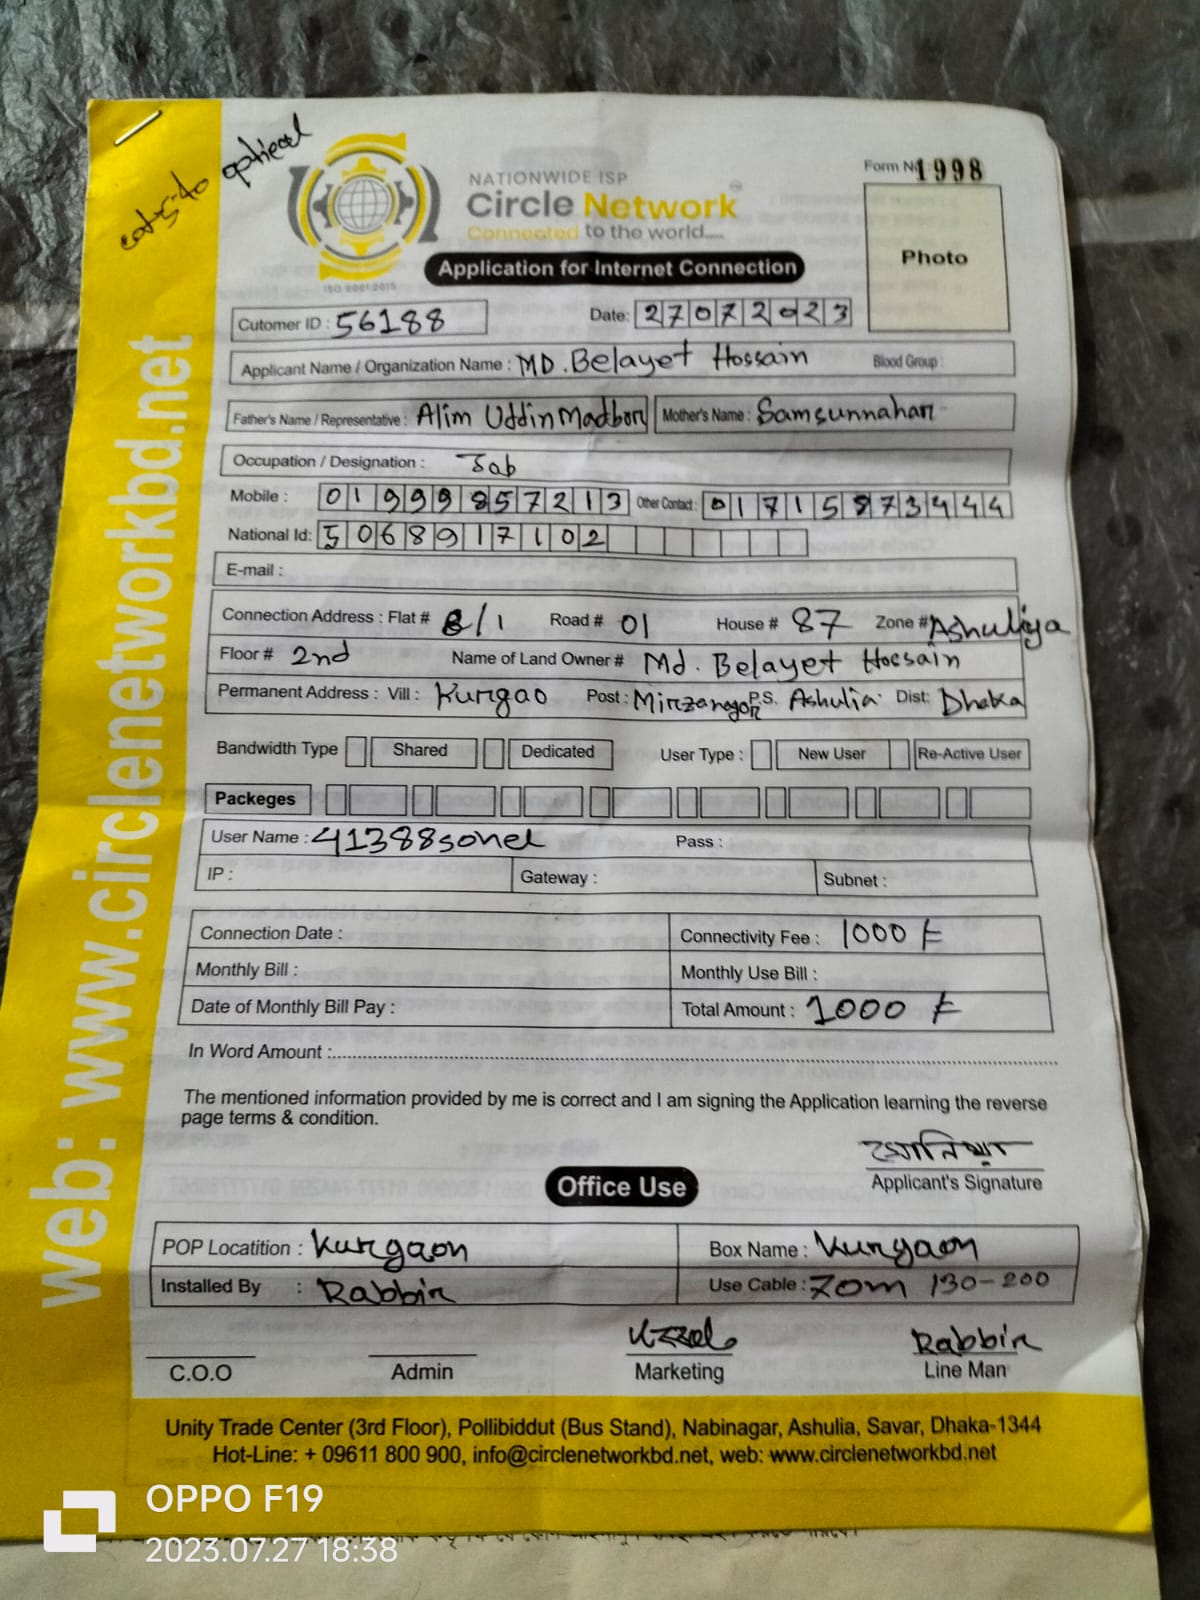 cat5 to optical
NATIONWIDE ISP
Circle Network
Connected to the world.....
ISO 9001:2015
Form No 1998
Photo
Application for Internet Connection
Cutomer ID : 56188 Date: 27072023
Applicant Name / Organization Name : MD. Belayet Hossain Blood Group :
Father's Name / Representative : Alim Uddin Madbor Mother's Name : Samsunnahar
Occupation / Designation : Job
Mobile : 01999857213 Other Contact : 01715873444
National Id: 5068917102
E-mail :
Connection Address : Flat # B/1 Road # 01 House # 87 Zone # Ashuliya
Floor # 2nd Name of Land Owner # Md. Belayet Hossain
Permanent Address : Vill : Kurgao Post : Mirzanagor P.S. Ashulia Dist: Dhaka
Bandwidth Type Shared Dedicated User Type : New User Re-Active User
Packeges
User Name : 41388sonel Pass :
IP : Gateway : Subnet :
Connection Date : Connectivity Fee : 1000 ৳
Monthly Bill : Monthly Use Bill :
Date of Monthly Bill Pay : Total Amount : 1000 ৳
In Word Amount :
The mentioned information provided by me is correct and I am signing the Application learning the reverse
page terms & condition.
সোনিয়া
Applicant's Signature
Office Use
POP Locatition : Kurgaon Box Name : Kurgaon
Installed By : Rabbir Use Cable : 70m 130-200
Uzzal Rabbir
C.O.O Admin Marketing Line Man
Unity Trade Center (3rd Floor), Pollibiddut (Bus Stand), Nabinagar, Ashulia, Savar, Dhaka-1344
Hot-Line: + 09611 800 900, info@circlenetworkbd.net, web: www.circlenetworkbd.net
web: www.circlenetworkbd.net
OPPO F19
2023.07.27 18:38